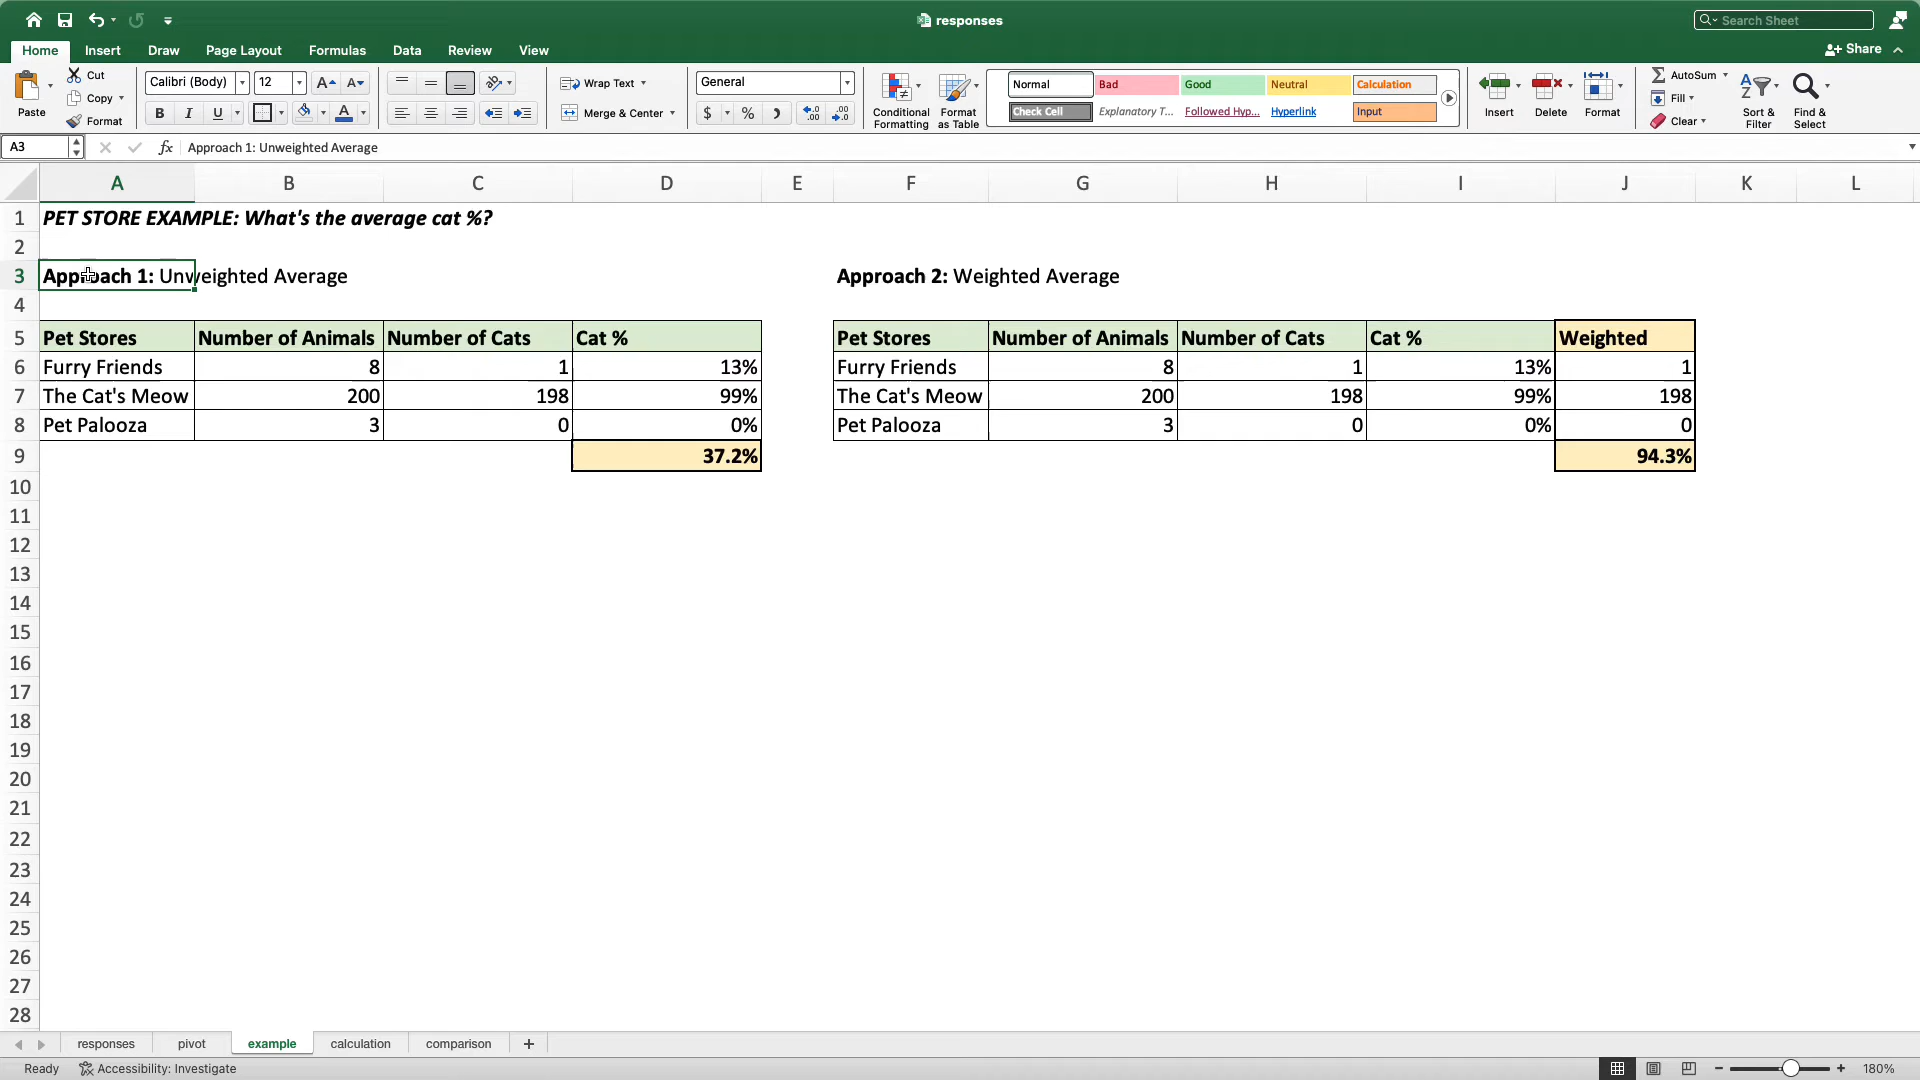 responses
Search Sheet
Home Insert Draw Page Layout Formulas Data Review View
Share
Paste
Cut
Copy
Format
Calibri (Body) 12
B I U
Wrap Text
Merge & Center
General
$ %
Conditional Formatting
Format as Table
Normal Bad Good Neutral Calculation
Check Cell Explanatory T... Followed Hyp... Hyperlink Input
Insert Delete Format
AutoSum
Fill
Clear
Sort & Filter
Find & Select
A3 fx Approach 1: Unweighted Average
A B C D E F G H I J K L
1 PET STORE EXAMPLE: What's the average cat %?
2
3 Approach 1: Unweighted Average Approach 2: Weighted Average
4
5 Pet Stores Number of Animals Number of Cats Cat % Pet Stores Number of Animals Number of Cats Cat % Weighted
6 Furry Friends 8 1 13% Furry Friends 8 1 13% 1
7 The Cat's Meow 200 198 99% The Cat's Meow 200 198 99% 198
8 Pet Palooza 3 0 0% Pet Palooza 3 0 0% 0
9 37.2% 94.3%
10
11
12
13
14
15
16
17
18
19
20
21
22
23
24
25
26
27
28
responses pivot example calculation comparison +
Ready Accessibility: Investigate 180%